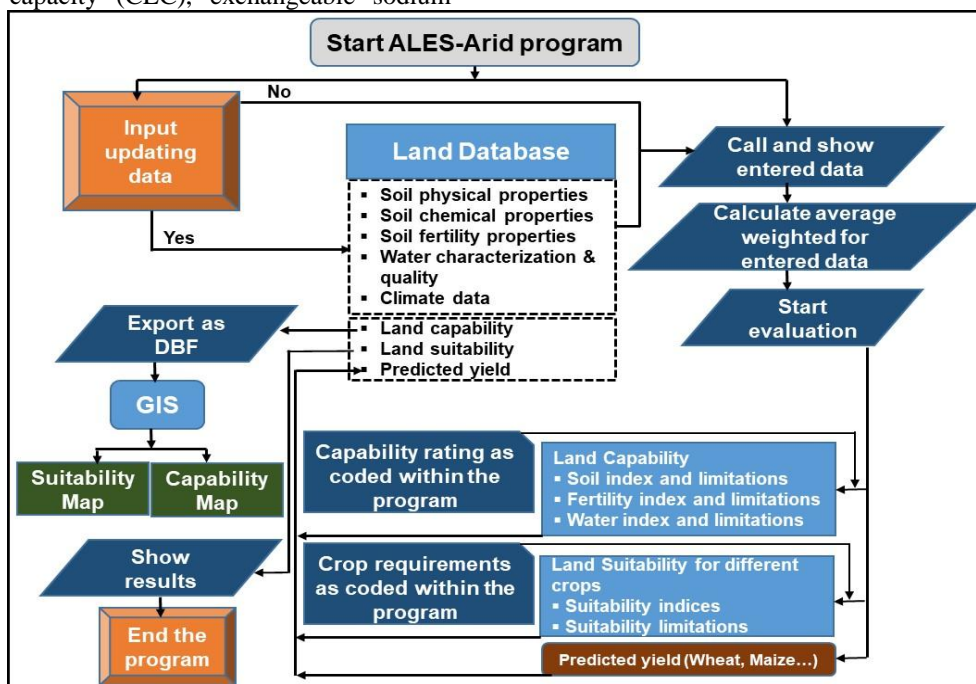 capacity (CEC), exchangeable sodium
Start ALES-Arid program
No
Input
updating
data
Yes
Land Database
▪ Soil physical properties
▪ Soil chemical properties
▪ Soil fertility properties
▪ Water characterization &
quality
▪ Climate data
▪ Land capability
▪ Land suitability
▪ Predicted yield
Call and show
entered data
Calculate average
weighted for
entered data
Start
evaluation
Export as
DBF
GIS
Suitability
Map
Capability
Map
Show
results
End the
program
Capability rating as
coded within the
program
Land Capability
▪ Soil index and limitations
▪ Fertility index and limitations
▪ Water index and limitations
Crop requirements
as coded within the
program
Land Suitability for different
crops
▪ Suitability indices
▪ Suitability limitations
Predicted yield (Wheat, Maize...)